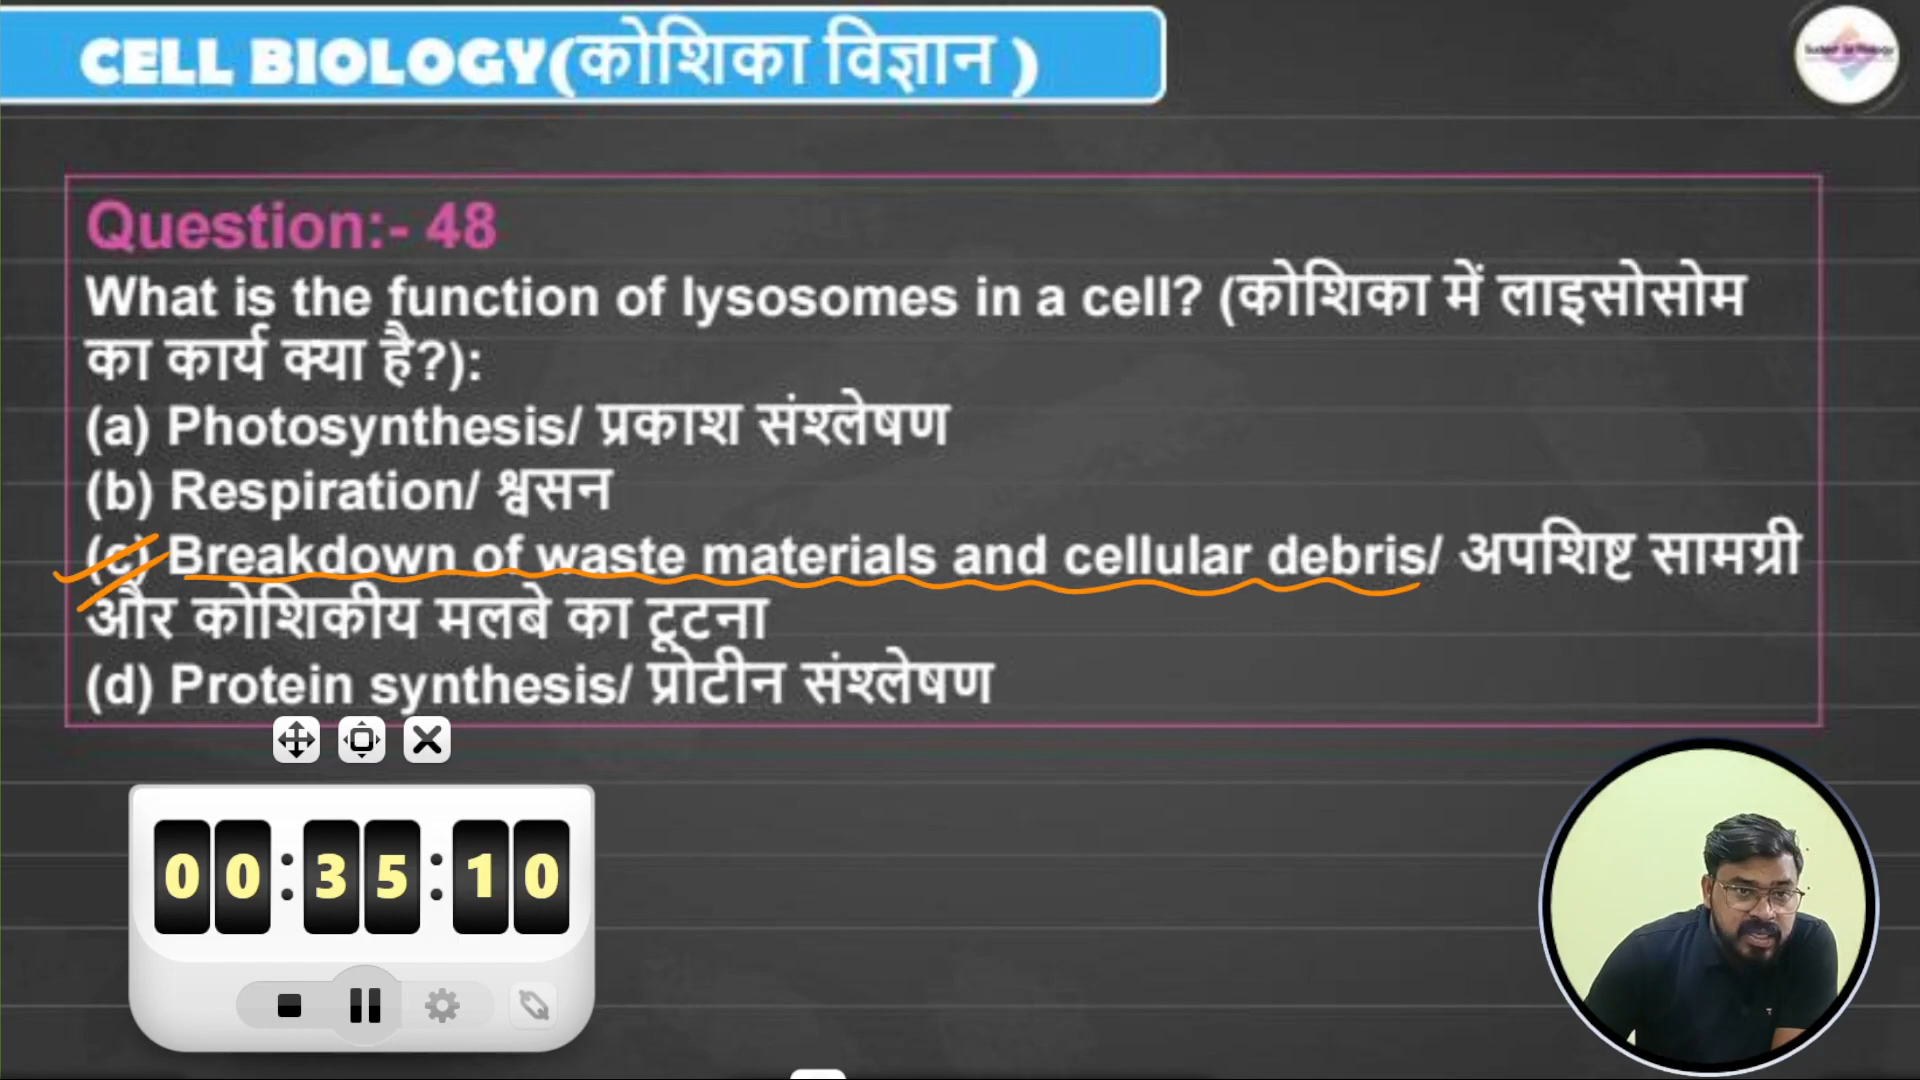 CELL BIOLOGY(कोशिका विज्ञान )
Question:- 48
What is the function of lysosomes in a cell? (कोशिका में लाइसोसोम
का कार्य क्या है?):
(a) Photosynthesis/ प्रकाश संश्लेषण
(b) Respiration/ श्वसन
(c) Breakdown of waste materials and cellular debris/ अपशिष्ट सामग्री
और कोशिकीय मलबे का टूटना
(d) Protein synthesis/ प्रोटीन संश्लेषण
00:35:10